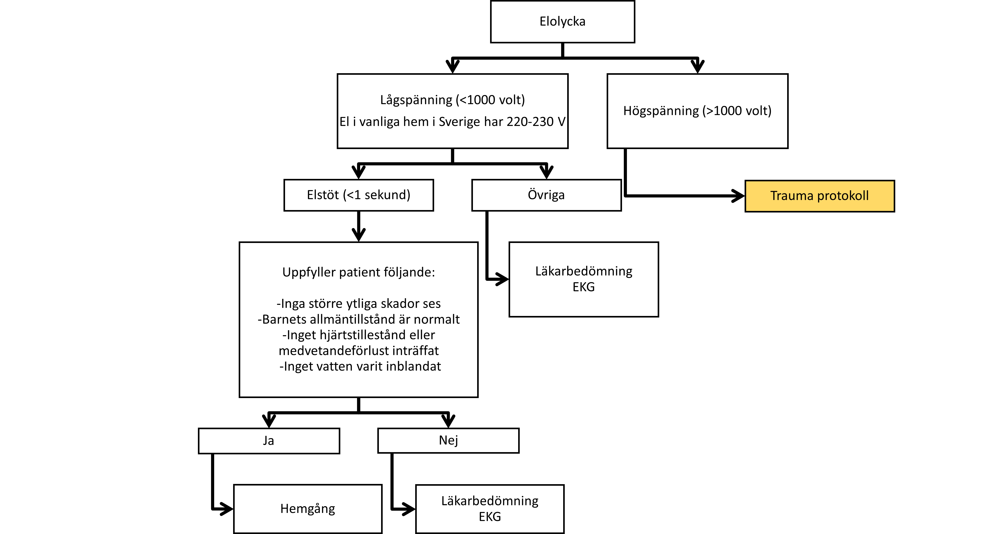 Elolycka
Lågspänning (<1000 volt)
El i vanliga hem i Sverige har 220-230 V
Högspänning (>1000 volt)
Elstöt (<1 sekund)
Övriga
Trauma protokoll
Uppfyller patient följande:
-Inga större ytliga skador ses
-Barnets allmäntillstånd är normalt
-Inget hjärtstillestånd eller
medvetandeförlust inträffat
-Inget vatten varit inblandat
Läkarbedömning
EKG
Ja
Nej
Hemgång
Läkarbedömning
EKG